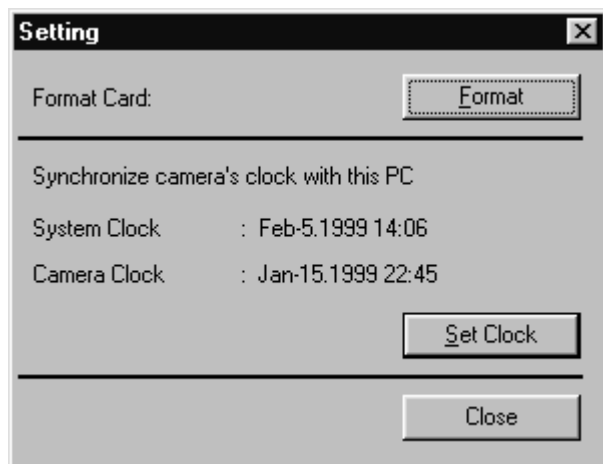 Setting
Format Card: Format
Synchronize camera's clock with this PC
System Clock : Feb-5.1999 14:06
Camera Clock : Jan-15.1999 22:45
Set Clock
Close